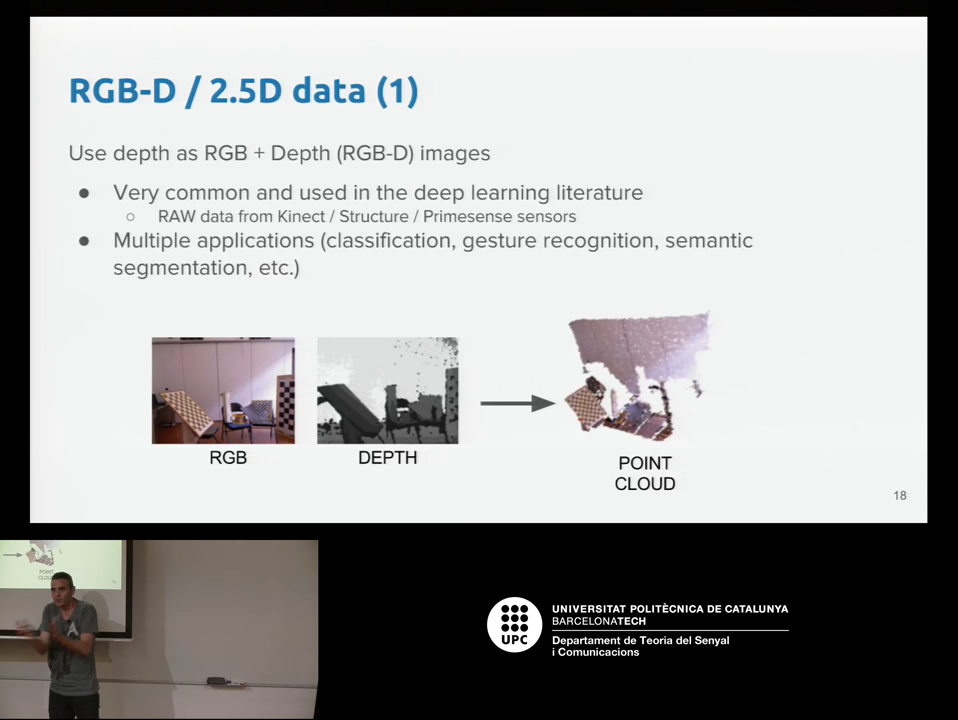 RGB-D / 2.5D data (1)
Use depth as RGB + Depth (RGB-D) images
● Very common and used in the deep learning literature
○ RAW data from Kinect / Structure / Primesense sensors
● Multiple applications (classification, gesture recognition, semantic
segmentation, etc.)
RGB
DEPTH
POINT
CLOUD
18
POINT
CLOUD
UPC
UNIVERSITAT POLITÈCNICA DE CATALUNYA
BARCELONATECH
Departament de Teoria del Senyal
i Comunicacions